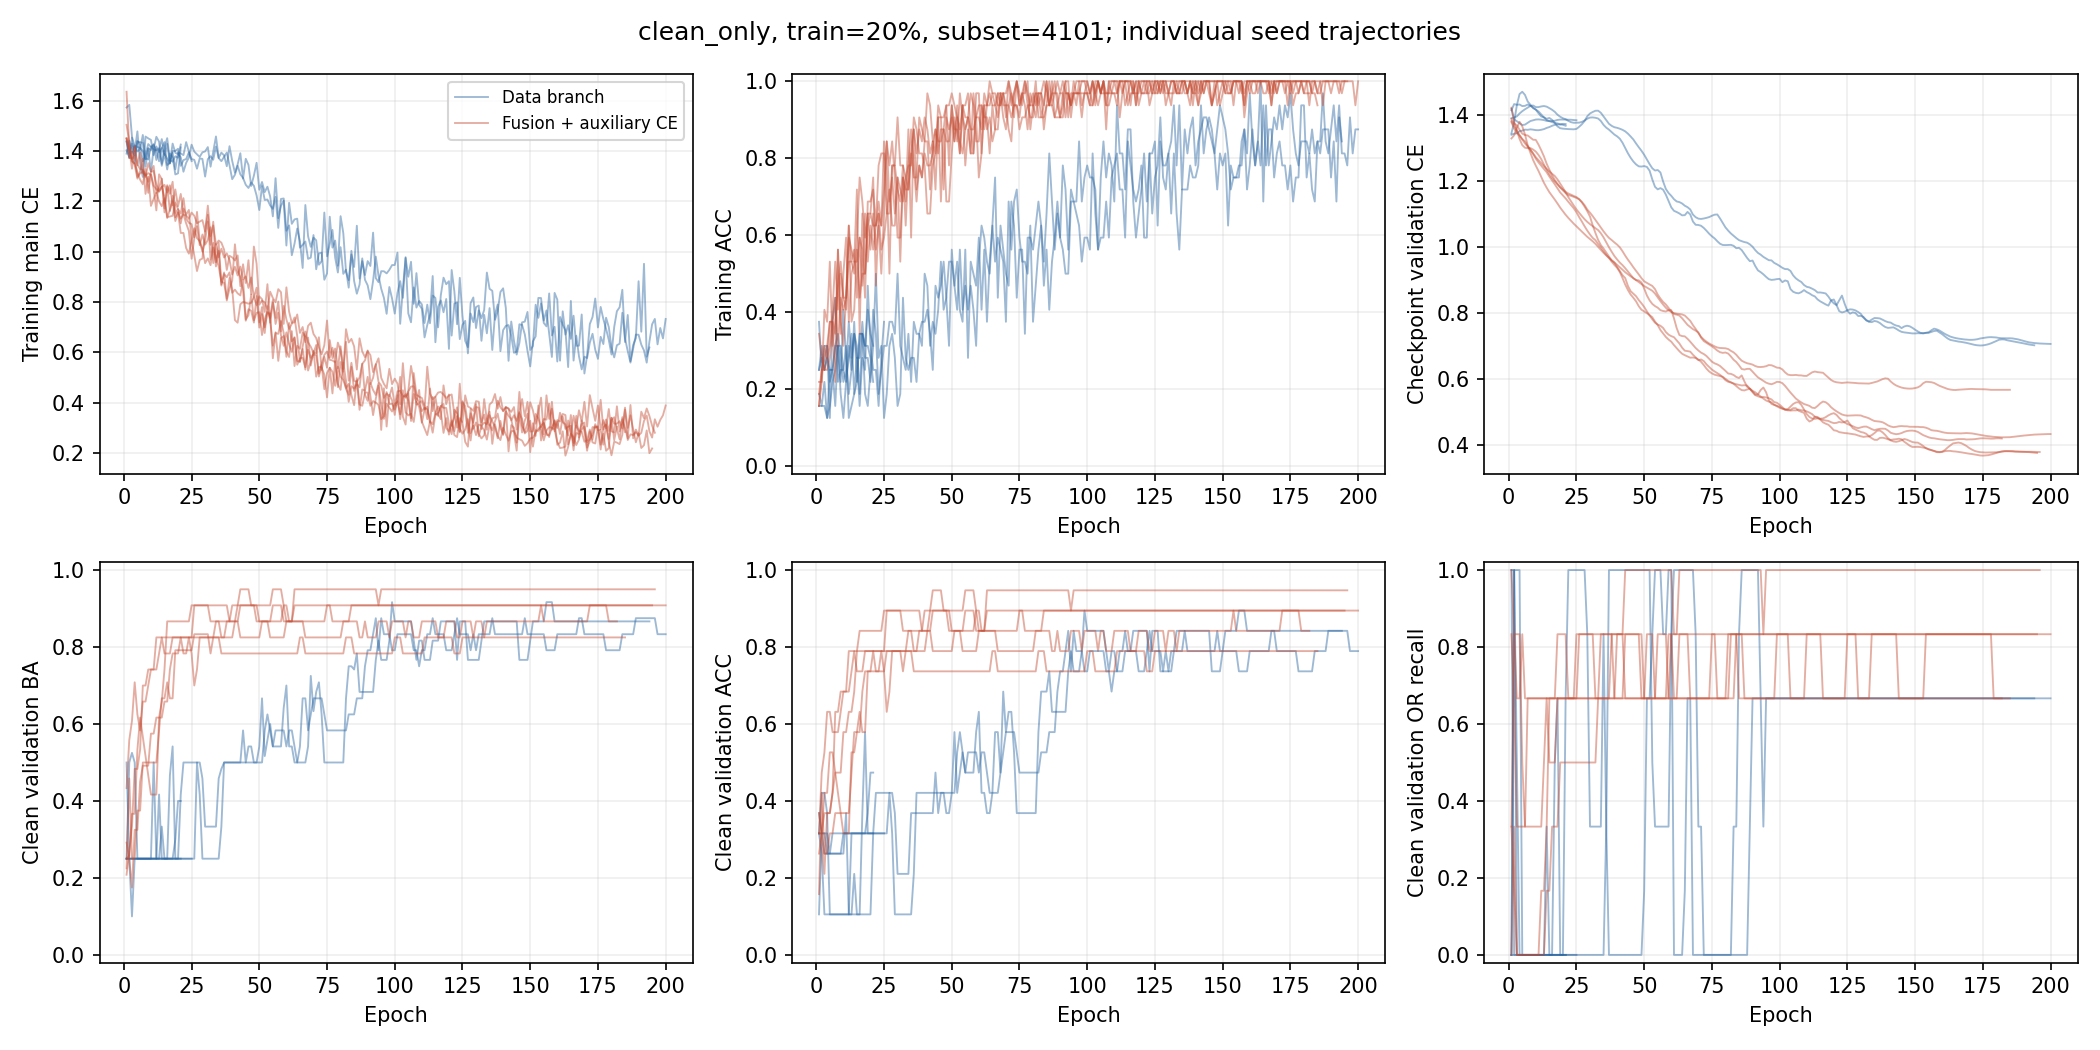 clean_only, train=20%, subset=4101; individual seed trajectories
Training main CE
1.6
1.4
1.2
1.0
0.8
0.6
0.4
0.2
Data branch
Fusion + auxiliary CE
0 25 50 75 100 125 150 175 200
Epoch
Training ACC
1.0
0.8
0.6
0.4
0.2
0.0
0 25 50 75 100 125 150 175 200
Epoch
Checkpoint validation CE
1.4
1.2
1.0
0.8
0.6
0.4
0 25 50 75 100 125 150 175 200
Epoch
Clean validation BA
1.0
0.8
0.6
0.4
0.2
0.0
0 25 50 75 100 125 150 175 200
Epoch
Clean validation ACC
1.0
0.8
0.6
0.4
0.2
0.0
0 25 50 75 100 125 150 175 200
Epoch
Clean validation OR recall
1.0
0.8
0.6
0.4
0.2
0.0
0 25 50 75 100 125 150 175 200
Epoch